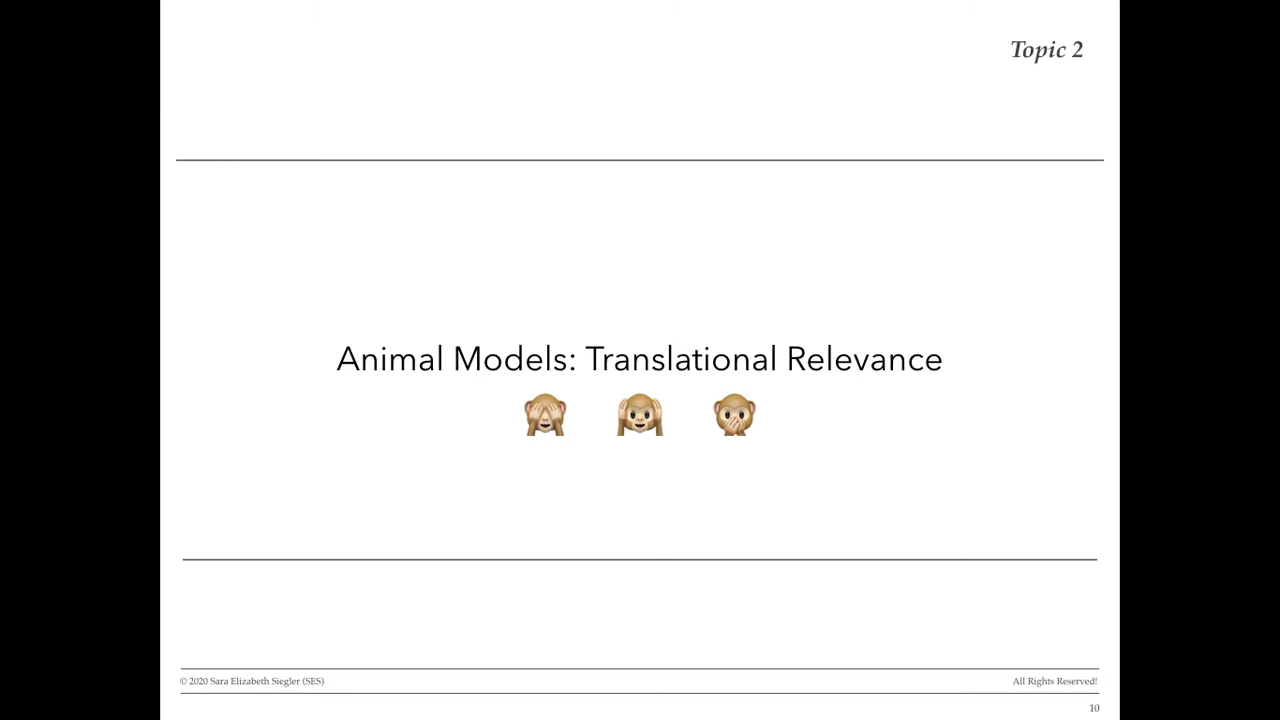 Topic 2
Animal Models: Translational Relevance
🙈 🙉 🙊
© 2020 Sara Elizabeth Siegler (SES)
All Rights Reserved!
10